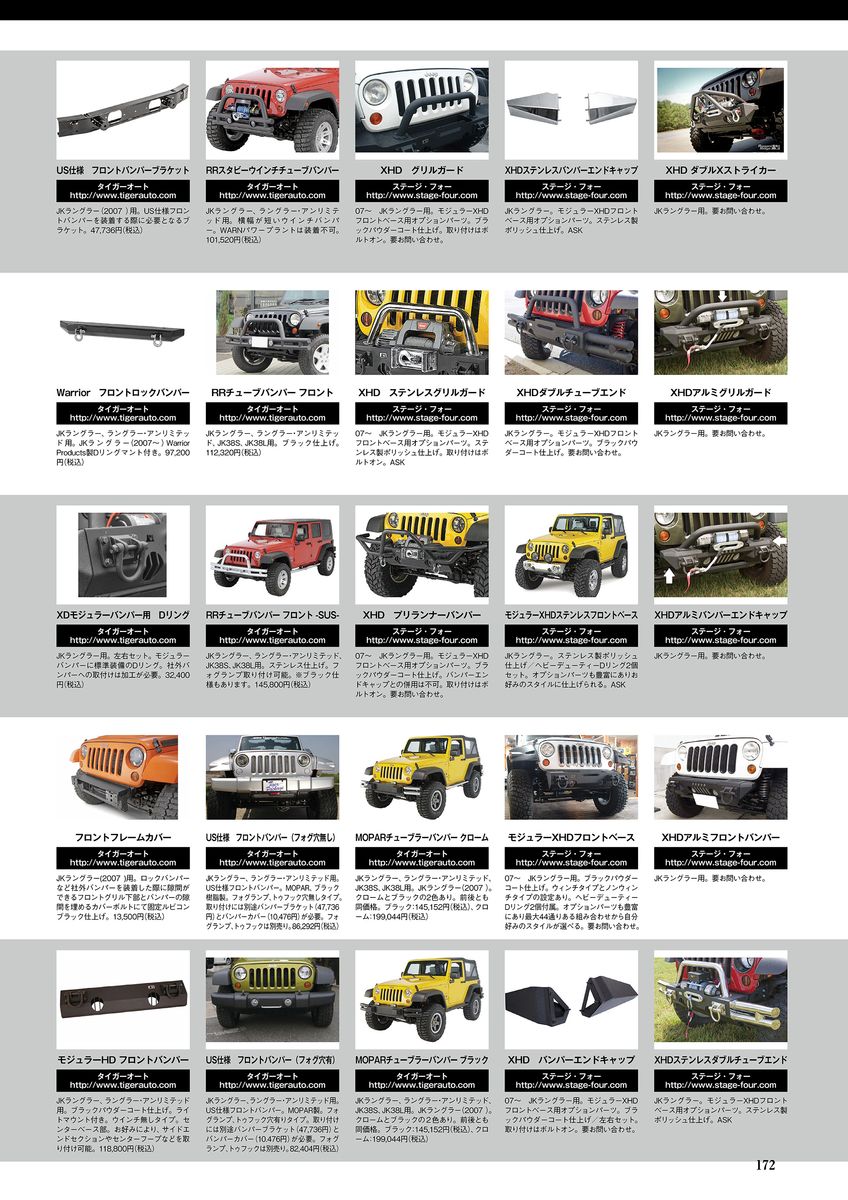 US仕様　フロントバンパーブラケット
タイガーオート
http://www.tigerauto.com
JKラングラー(2007 )用。US仕様フロン
トバンパーを装着する際に必要となるブ
ラケット。47,736円(税込)
RRスタビーウインチチューブバンパー
タイガーオート
http://www.tigerauto.com
JKラングラー、ラングラー・アンリミテ
ッド用。横幅が短いウインチバンパ
ー。WARNパワープラントは装着不可。
101,520円(税込)
XHD　グリルガード
ステージ・フォー
http://www.stage-four.com
07〜　JKラングラー用。モジュラーXHD
フロントベース用オプションパーツ。ブラ
ックパウダーコート仕上げ。取り付けはボ
ルトオン。要お問い合わせ。
XHDステンレスバンパーエンドキャップ
ステージ・フォー
http://www.stage-four.com
JKラングラー。モジュラーXHDフロント
ベース用オプションパーツ。ステンレス製
ポリッシュ仕上げ。ASK
XHD ダブルXストライカー
ステージ・フォー
http://www.stage-four.com
JKラングラー用。要お問い合わせ。
Warrior　フロントロックバンパー
タイガーオート
http://www.tigerauto.com
JKラングラー、ラングラー・アンリミテッ
ド用。JKラングラー(2007〜)Warrior
Products製Dリングマント付き。97,200
円(税込)
RRチューブバンパー フロント
タイガーオート
http://www.tigerauto.com
JKラングラー、ラングラー・アンリミテッ
ド、JK38S、JK38L用。ブラック仕上げ。
112,320円(税込)
XHD　ステンレスグリルガード
ステージ・フォー
http://www.stage-four.com
07〜　JKラングラー用。モジュラーXHD
フロントベース用オプションパーツ。ステ
ンレス製ポリッシュ仕上げ。取り付けはボ
ルトオン。ASK
XHDダブルチューブエンド
ステージ・フォー
http://www.stage-four.com
JKラングラー。モジュラーXHDフロント
ベース用オプションパーツ。ブラックパウ
ダーコート仕上げ。要お問い合わせ。
XHDアルミグリルガード
ステージ・フォー
http://www.stage-four.com
JKラングラー用。要お問い合わせ。
XDモジュラーバンパー用　Dリング
タイガーオート
http://www.tigerauto.com
JKラングラー用。左右セット。モジュラー
バンパーに標準装備のDリング。社外バ
ンパーへの取付けは加工が必要。32,400
円(税込)
RRチューブバンパー フロント -SUS-
タイガーオート
http://www.tigerauto.com
JKラングラー、ラングラー・アンリミテッド、
JK38S、JK38L用。ステンレス仕上げ。フ
ォグランプ取り付け可能。※ブラック仕
様もあります。145,800円(税込)
XHD　プリランナーバンパー
ステージ・フォー
http://www.stage-four.com
07〜　JKラングラー用。モジュラーXHD
フロントベース用オプションパーツ。ブラ
ックパウダーコート仕上げ。バンパーエン
ドキャップとの併用は不可。取り付けはボ
ルトオン。要お問い合わせ。
モジュラーXHDステンレスフロントベース
ステージ・フォー
http://www.stage-four.com
JKラングラー。ステンレス製ポリッシュ
仕上げ／ヘビーデューティーDリング2個
セット。オプションパーツも豊富にありお
好みのスタイルに仕上げられる。ASK
XHDアルミバンパーエンドキャップ
ステージ・フォー
http://www.stage-four.com
JKラングラー用。要お問い合わせ。
フロントフレームカバー
タイガーオート
http://www.tigerauto.com
JKラングラー(2007 )用。ロックバンパー
など社外バンパーを装着した際に隙間が
できるフロントグリル下部とバンパーの隙
間を埋めるカバーボルトにて固定ルビコン
ブラック仕上げ。13,500円(税込)
US仕様　フロントバンパー（フォグ穴無し）
タイガーオート
http://www.tigerauto.com
JKラングラー、ラングラー・アンリミテッド用。
US仕様フロントバンパー。MOPAR、ブラック
樹脂製。フォグランプ、トゥフック穴無しタイプ。
取り付けには別途バンパーブラケット(47,736
円)とバンパーカバー(10,476円)が必要。フォ
グランプ、トゥフックは別売り。86,292円(税込)
MOPARチューブラーバンパー クローム
タイガーオート
http://www.tigerauto.com
JKラングラー、ラングラー・アンリミテッド、
JK38S、JK38L用。JKラングラー(2007 )。
クロームとブラックの2色あり。前後とも
同価格。ブラック:145,152円(税込)、クロ
ーム:199,044円(税込)
モジュラーXHDフロントベース
ステージ・フォー
http://www.stage-four.com
07〜　JKラングラー用。ブラックパウダー
コート仕上げ。ウィンチタイプとノンウィン
チタイプの設定あり。ヘビーデューティー
Dリング2個付属。オプションパーツも豊富
にあり最大44通りある組み合わせから自分
好みのスタイルが選べる。要お問い合わせ。
XHDアルミフロントバンパー
ステージ・フォー
http://www.stage-four.com
JKラングラー用。要お問い合わせ。
モジュラーHD フロントバンパー
タイガーオート
http://www.tigerauto.com
JKラングラー、ラングラー・アンリミテッド
用。ブラックパウダーコート仕上げ。ライ
トマウント付き。ウインチ無しタイプ。セ
ンターベース部。お好みにより、サイドエ
ンドセクションやセンターフープなどを取
り付け可能。118,800円(税込)
US仕様　フロントバンパー（フォグ穴有）
タイガーオート
http://www.tigerauto.com
JKラングラー、ラングラー・アンリミテッド用。
US仕様フロントバンパー。MOPAR製。フォ
グランプ、トゥフック穴有りタイプ。取り付け
には別途バンパーブラケット(47,736円)と
バンパーカバー(10,476円)が必要。フォグ
ランプ、トゥフックは別売り。82,404円(税込)
MOPARチューブラーバンパー ブラック
タイガーオート
http://www.tigerauto.com
JKラングラー、ラングラー・アンリミテッド、
JK38S、JK38L用。JKラングラー(2007 )。
クロームとブラックの2色あり。前後とも
同価格。ブラック:145,152円(税込)、クロ
ーム:199,044円(税込)
XHD　バンパーエンドキャップ
ステージ・フォー
http://www.stage-four.com
07〜　JKラングラー用。モジュラーXHD
フロントベース用オプションパーツ。ブラ
ックパウダーコート仕上げ／左右セット。
取り付けはボルトオン。要お問い合わせ。
XHDステンレスダブルチューブエンド
ステージ・フォー
http://www.stage-four.com
JKラングラー。モジュラーXHDフロント
ベース用オプションパーツ。ステンレス製
ポリッシュ仕上げ。ASK
172